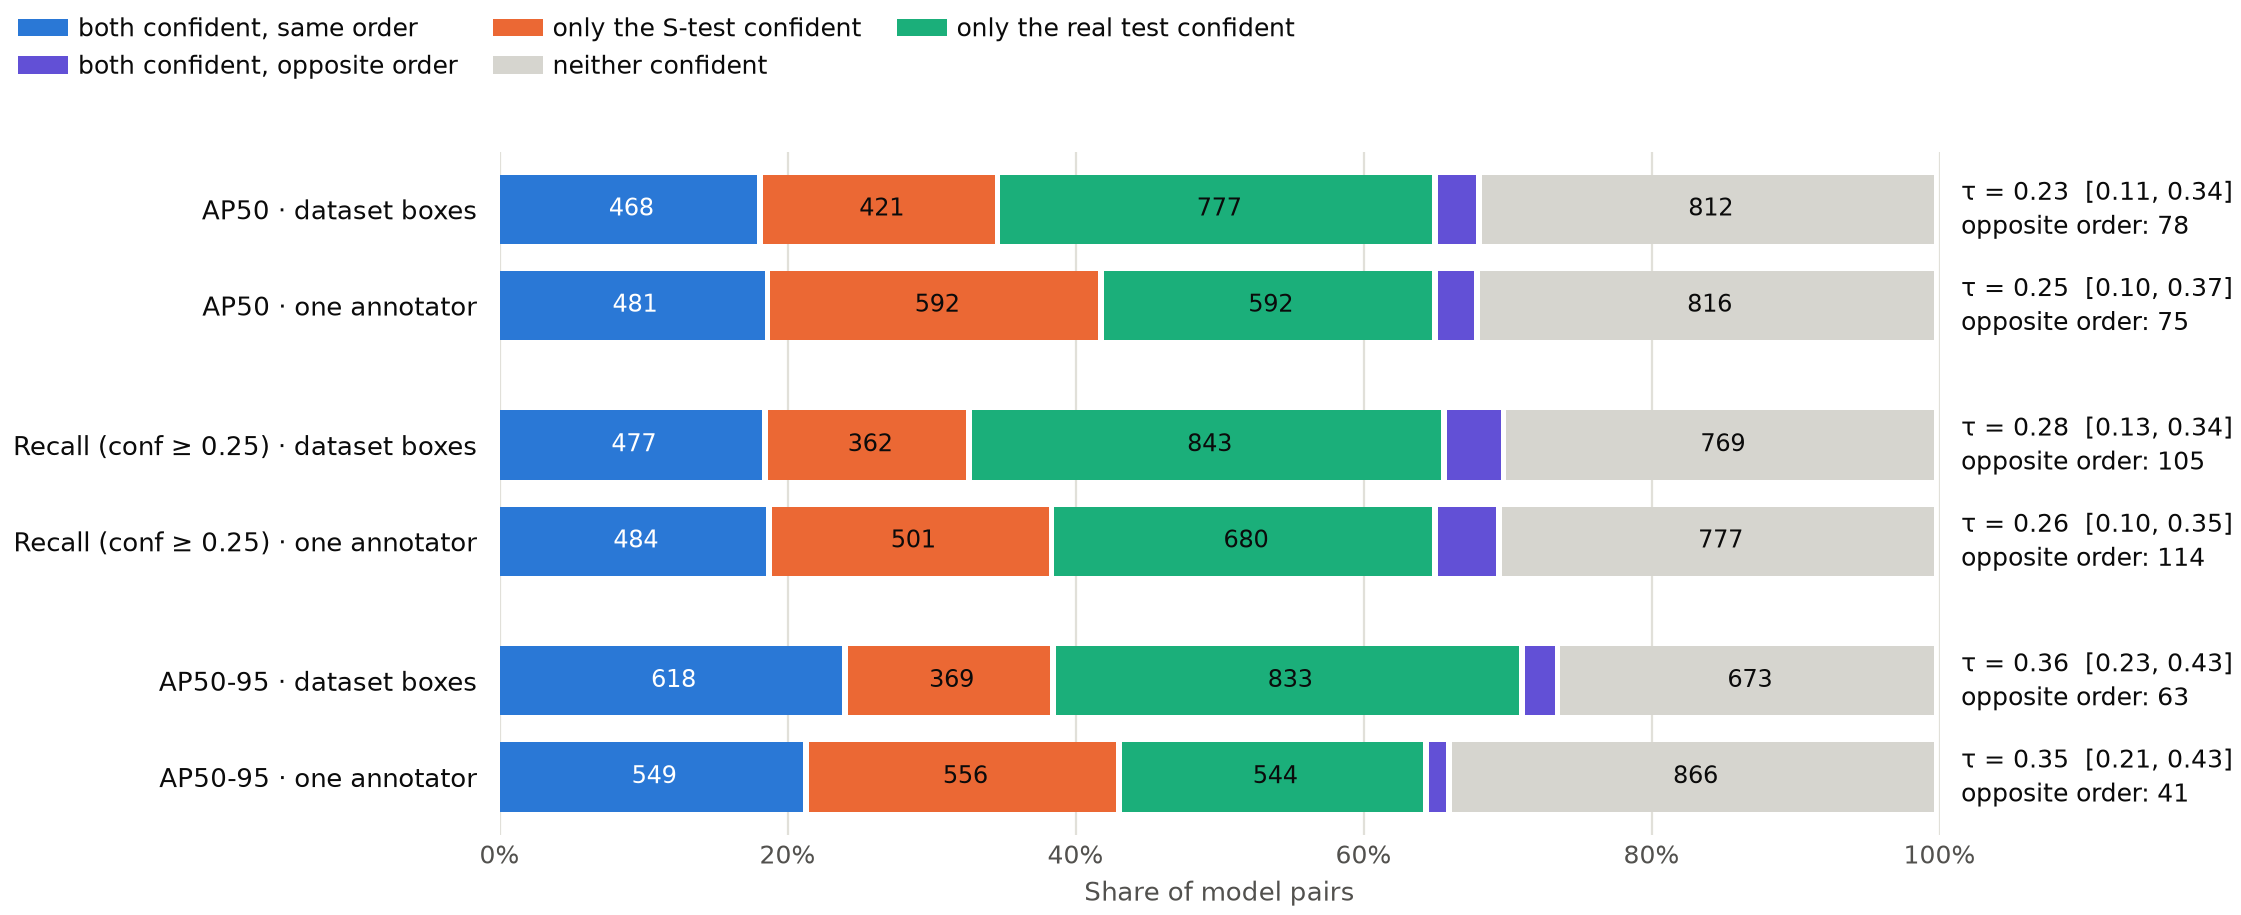 both confident, same order
only the S-test confident
only the real test confident
both confident, opposite order
neither confident
AP50 · dataset boxes
468
421
777
812
τ = 0.23 [0.11, 0.34]
opposite order: 78
AP50 · one annotator
481
592
592
816
τ = 0.25 [0.10, 0.37]
opposite order: 75
Recall (conf ≥ 0.25) · dataset boxes
477
362
843
769
τ = 0.28 [0.13, 0.34]
opposite order: 105
Recall (conf ≥ 0.25) · one annotator
484
501
680
777
τ = 0.26 [0.10, 0.35]
opposite order: 114
AP50-95 · dataset boxes
618
369
833
673
τ = 0.36 [0.23, 0.43]
opposite order: 63
AP50-95 · one annotator
549
556
544
866
τ = 0.35 [0.21, 0.43]
opposite order: 41
0%
20%
40%
60%
80%
100%
Share of model pairs